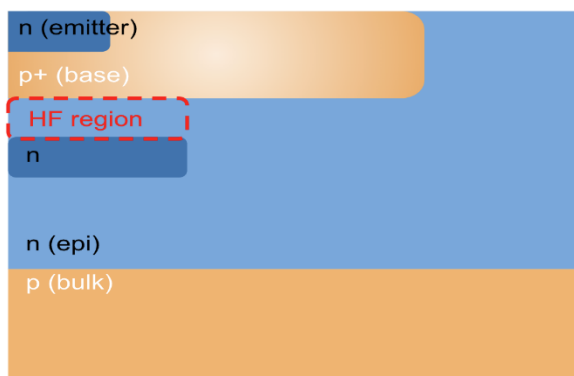 n (emitter)
p+ (base)
HF region
n
n (epi)
p (bulk)